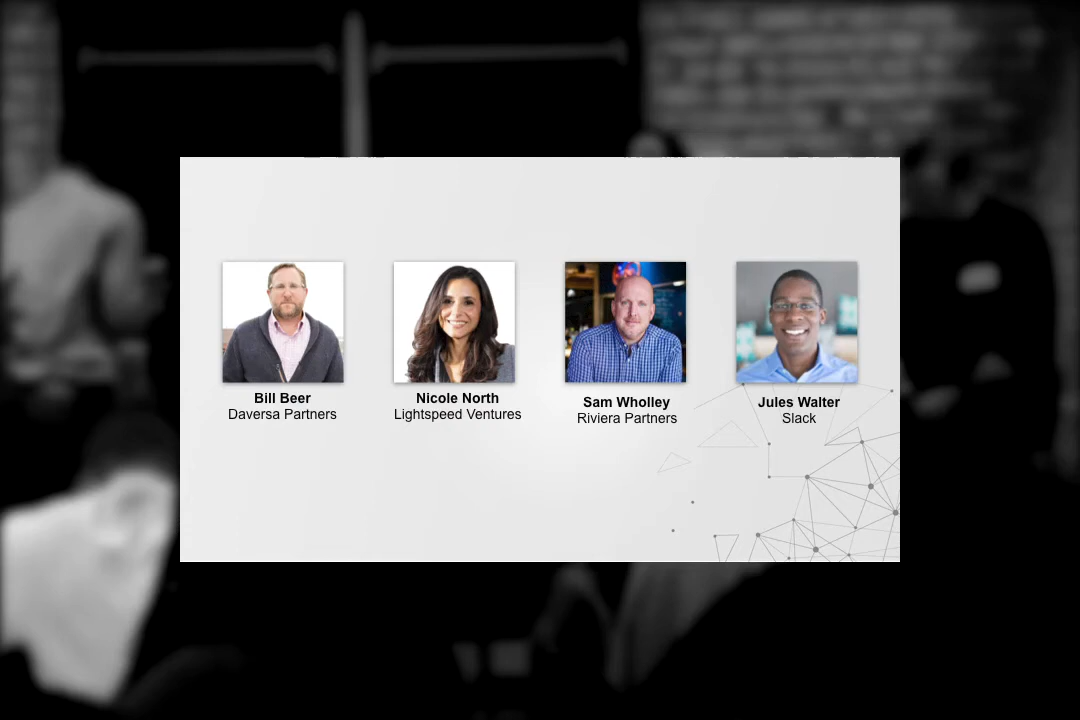 Bill Beer
Daversa Partners
Nicole North
Lightspeed Ventures
Sam Wholley
Riviera Partners
Jules Walter
Slack